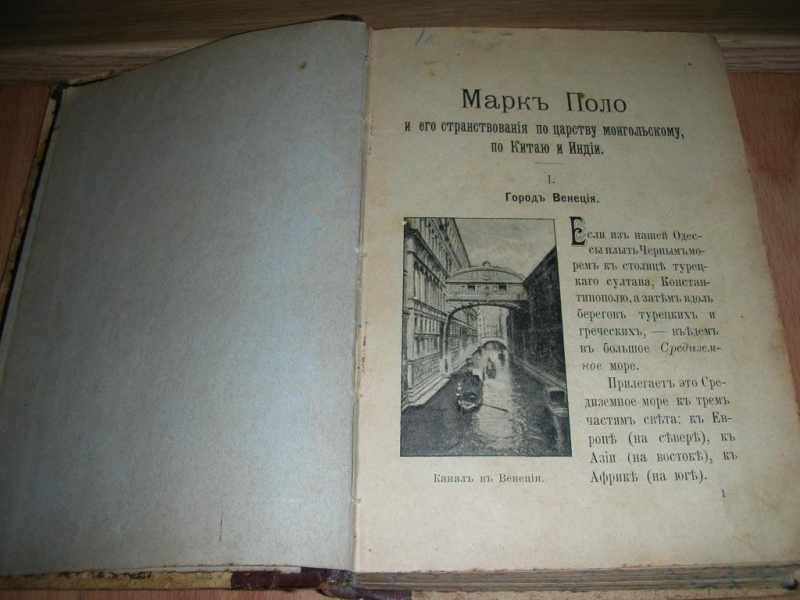 Маркъ Поло
и его странствованія по царству монгольскому,
по Китаю и Индіи.
I.
Городъ Венеція.
Если изъ нашей Одес-
сы плыть Чернымъ мо-
ремъ къ столицѣ турец-
каго султана, Констан-
тинополю, а затѣмъ вдоль
береговъ турецкихъ и
греческихъ, — въѣдемъ
въ большое Средизем-
ное море.
Прилегаетъ это Сре-
диземное море къ тремъ
частямъ свѣта: къ Ев-
ропѣ (на сѣверѣ), къ
Азіи (на востокѣ), къ
Африкѣ (на югѣ).
Каналъ въ Венеціи.
1